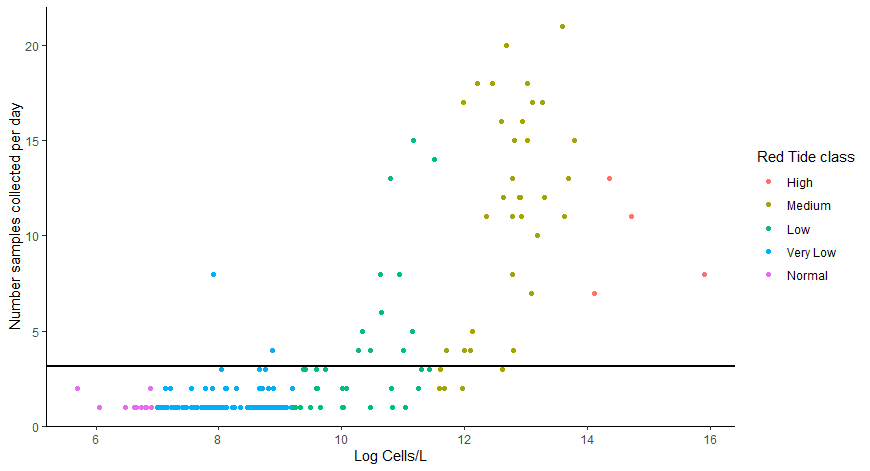 Number samples collected per day
20
15
10
5
0
6 8 10 12 14 16
Log Cells/L
Red Tide class
High
Medium
Low
Very Low
Normal